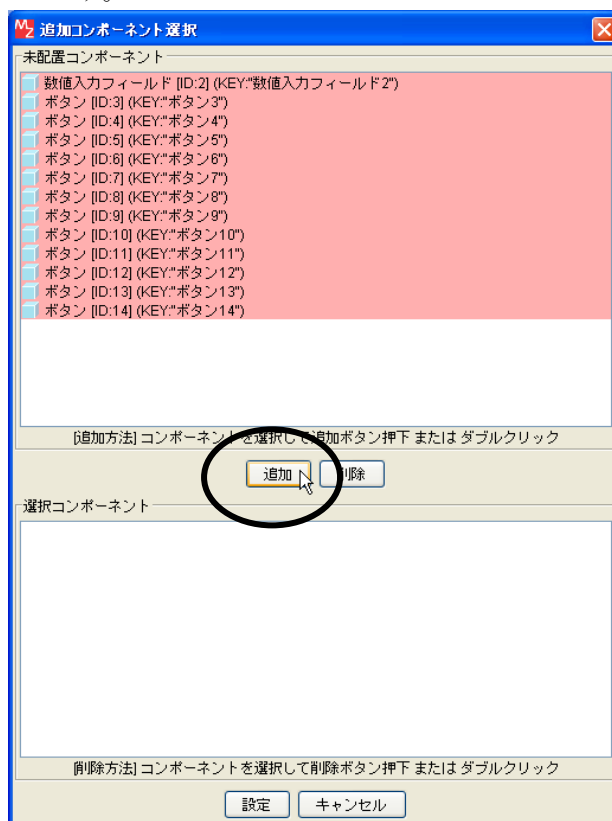 追加コンポーネント選択
未配置コンポーネント
数値入力フィールド [ID:2] (KEY:"数値入力フィールド2")
ボタン [ID:3] (KEY:"ボタン3")
ボタン [ID:4] (KEY:"ボタン4")
ボタン [ID:5] (KEY:"ボタン5")
ボタン [ID:6] (KEY:"ボタン6")
ボタン [ID:7] (KEY:"ボタン7")
ボタン [ID:8] (KEY:"ボタン8")
ボタン [ID:9] (KEY:"ボタン9")
ボタン [ID:10] (KEY:"ボタン10")
ボタン [ID:11] (KEY:"ボタン11")
ボタン [ID:12] (KEY:"ボタン12")
ボタン [ID:13] (KEY:"ボタン13")
ボタン [ID:14] (KEY:"ボタン14")
[追加方法] コンポーネントを選択して追加ボタン押下 または ダブルクリック
追加 削除
選択コンポーネント
[削除方法] コンポーネントを選択して削除ボタン押下 または ダブルクリック
設定 キャンセル